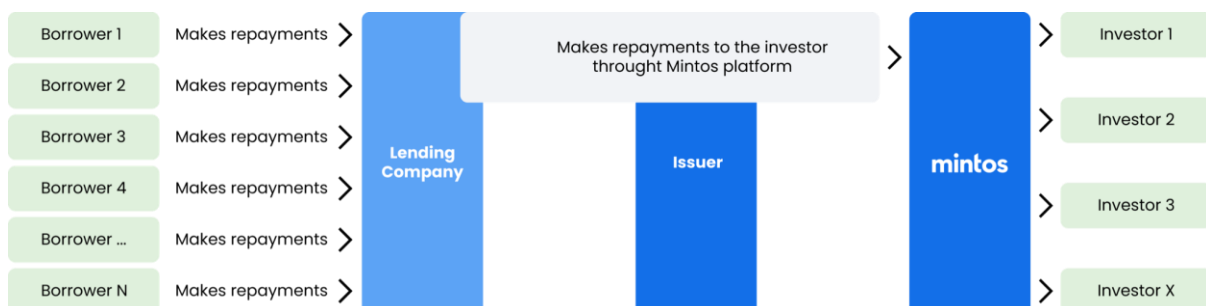 Borrower 1 Makes repayments
Borrower 2 Makes repayments
Borrower 3 Makes repayments
Borrower 4 Makes repayments
Borrower ... Makes repayments
Borrower N Makes repayments
Lending
Company
Makes repayments to the investor
throught Mintos platform
Issuer
mintos
Investor 1
Investor 2
Investor 3
Investor X